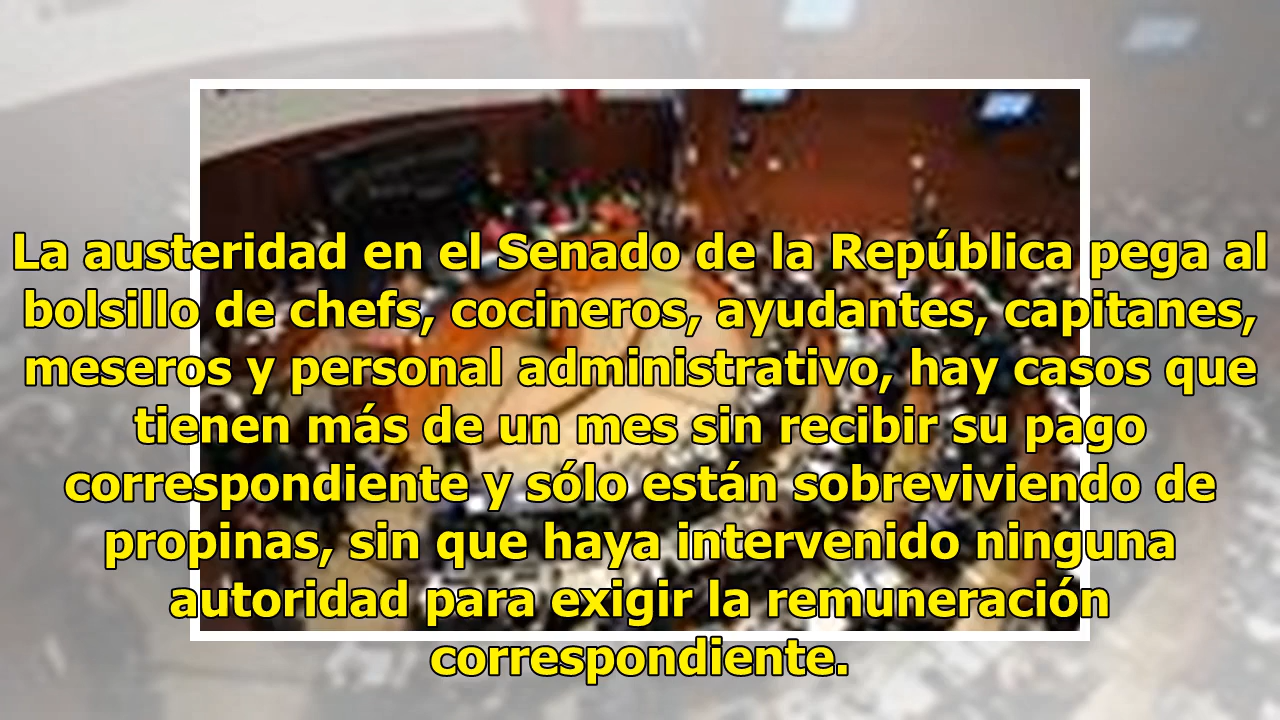 La austeridad en el Senado de la República pega al
bolsillo de chefs, cocineros, ayudantes, capitanes,
meseros y personal administrativo, hay casos que
tienen más de un mes sin recibir su pago
correspondiente y sólo están sobreviviendo de
propinas, sin que haya intervenido ninguna
autoridad para exigir la remuneración
correspondiente.